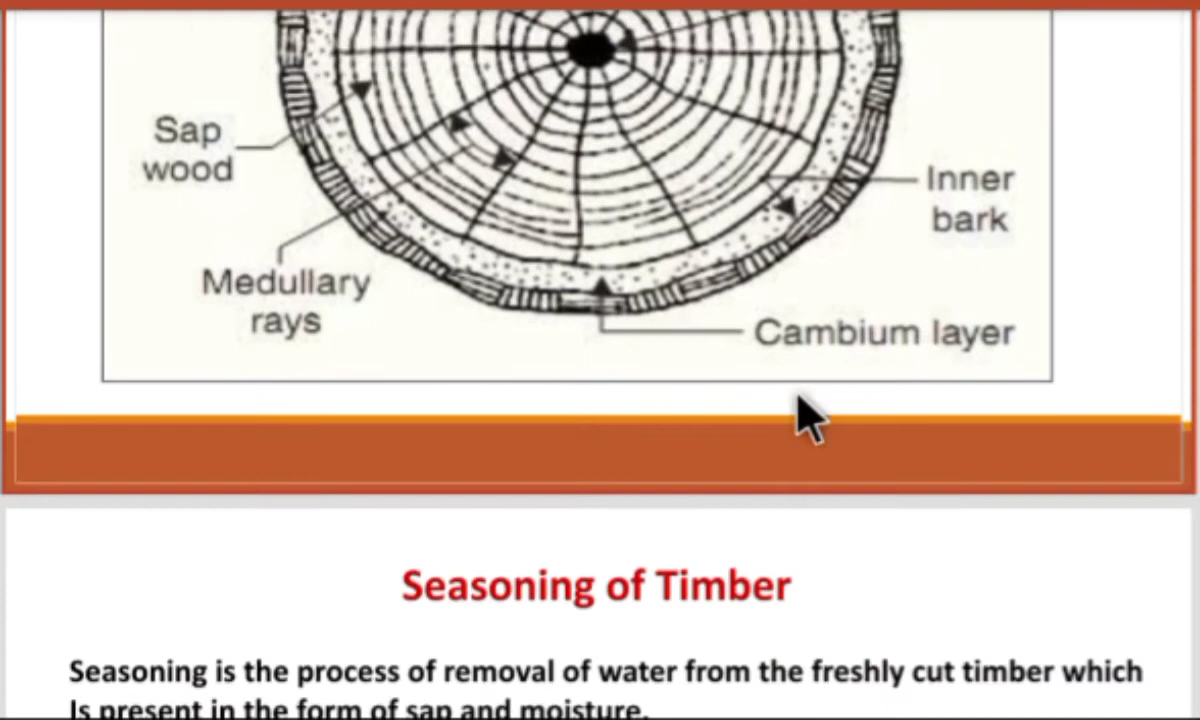 Sap
wood
Inner
bark
Medullary
rays
Cambium layer
Seasoning of Timber
Seasoning is the process of removal of water from the freshly cut timber which
Is present in the form of sap and moisture.